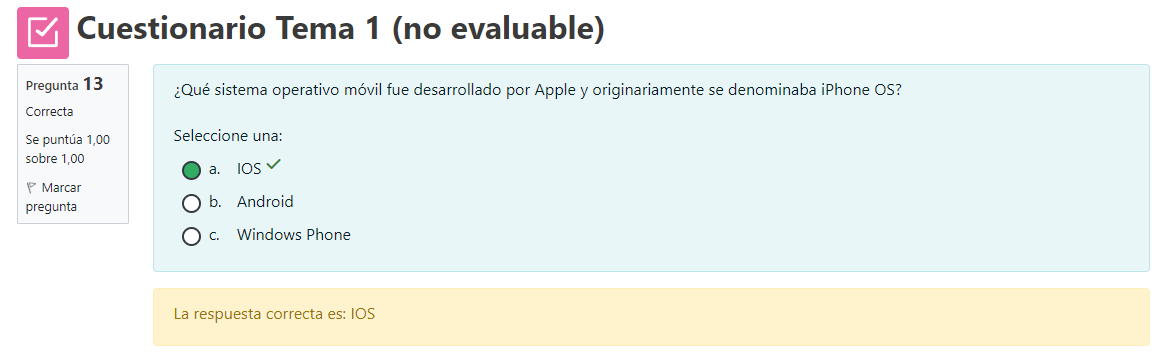 Cuestionario Tema 1 (no evaluable)
Pregunta 13
Correcta
Se puntúa 1,00
sobre 1,00
Marcar
pregunta
¿Qué sistema operativo móvil fue desarrollado por Apple y originariamente se denominaba iPhone OS?
Seleccione una:
a. IOS
b. Android
c. Windows Phone
La respuesta correcta es: IOS